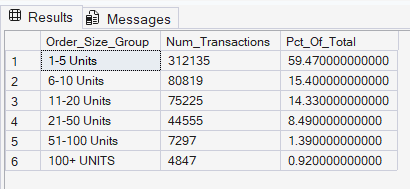 Results Messages
Order_Size_Group Num_Transactions Pct_Of_Total
1 1-5 Units 312135 59.470000000000
2 6-10 Units 80819 15.400000000000
3 11-20 Units 75225 14.330000000000
4 21-50 Units 44555 8.490000000000
5 51-100 Units 7297 1.390000000000
6 100+ UNITS 4847 0.920000000000